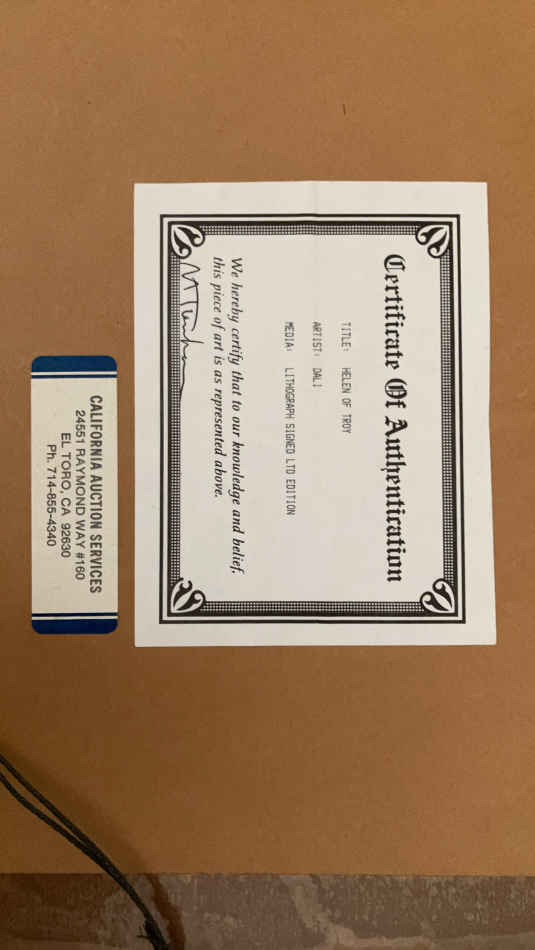 Certificate Of Authentication
TITLE: HELEN OF TROY
ARTIST: DALI
MEDIA: LITHOGRAPH SIGNED LTD EDITION
We hereby certify that to our knowledge and belief,
this piece of art is as represented above.
CALIFORNIA AUCTION SERVICES
24551 RAYMOND WAY #160
EL TORO, CA 92630
Ph. 714-855-4340